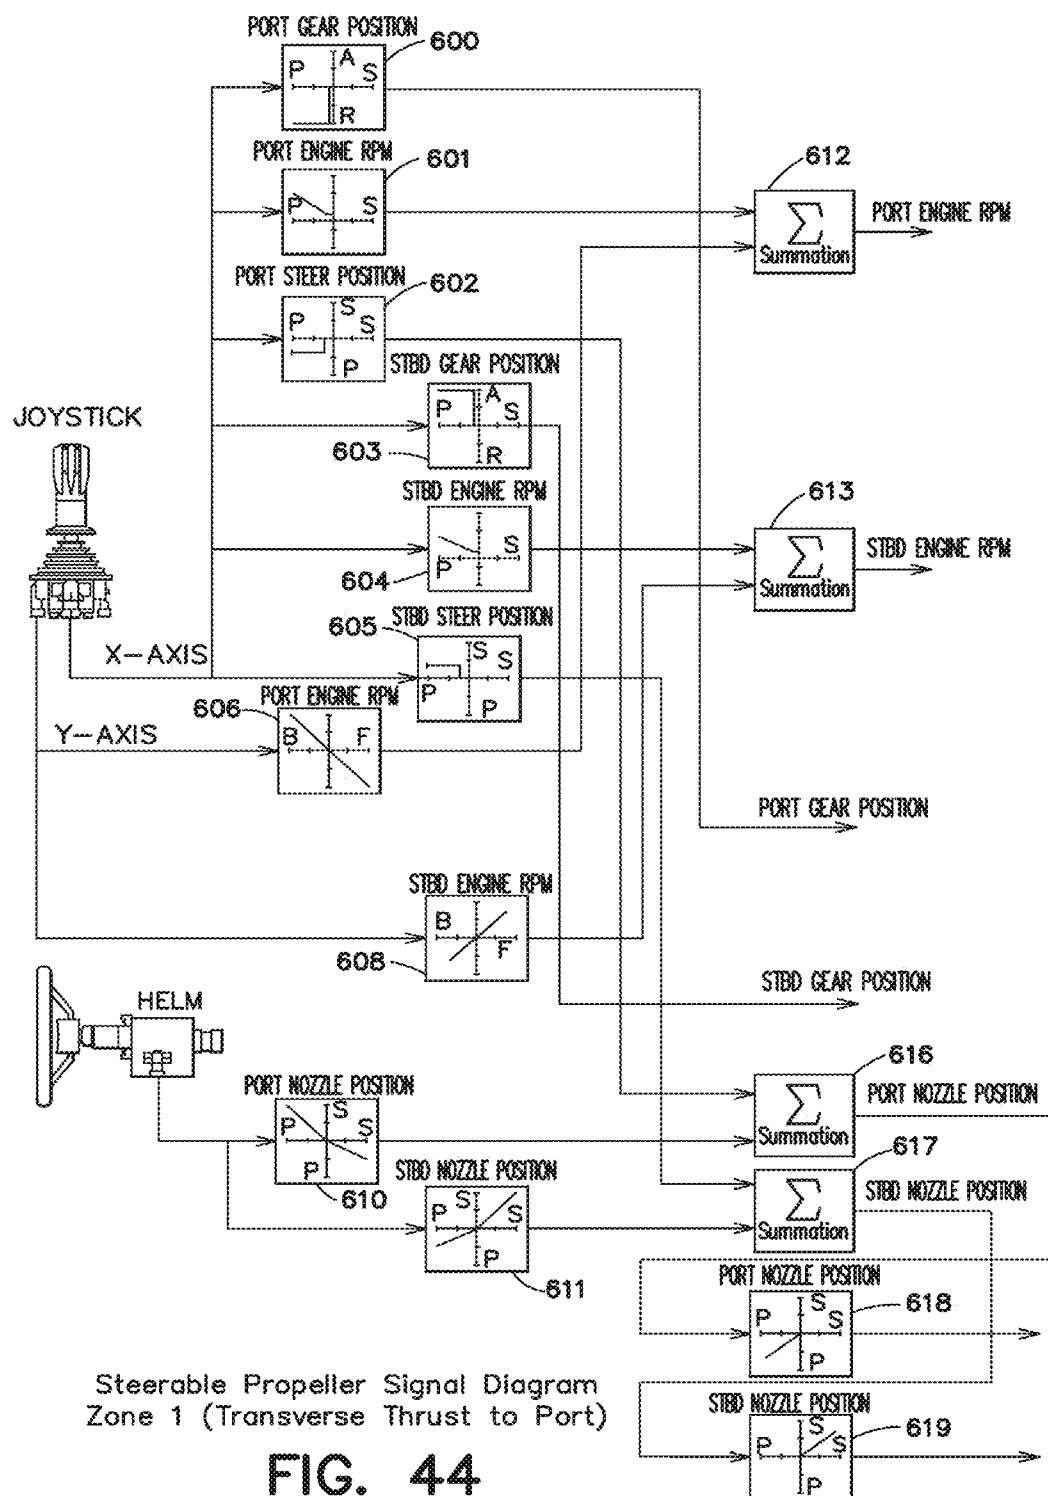 PORT GEAR POSITION
600
A
P S
R
PORT ENGINE RPM
601
P S
612
Σ
Summation
PORT ENGINE RPM
PORT STEER POSITION
602
S
P S
P
STBD GEAR POSITION
A
P S
R
603
JOYSTICK
STBD ENGINE RPM
S
P
604
613
Σ
Summation
STBD ENGINE RPM
STBD STEER POSITION
605
S
S
P
P
X-AXIS
PORT ENGINE RPM
606
B F
Y-AXIS
PORT GEAR POSITION
STBD ENGINE RPM
B
F
608
STBD GEAR POSITION
HELM
PORT NOZZLE POSITION
S
P S
P
610
STBD NOZZLE POSITION
S
P S
P
611
616
Σ
Summation
PORT NOZZLE POSITION
617
Σ
Summation
STBD NOZZLE POSITION
PORT NOZZLE POSITION
618
S
P S
P
STBD NOZZLE POSITION
619
S
P S
P
Steerable Propeller Signal Diagram
Zone 1 (Transverse Thrust to Port)
FIG. 44